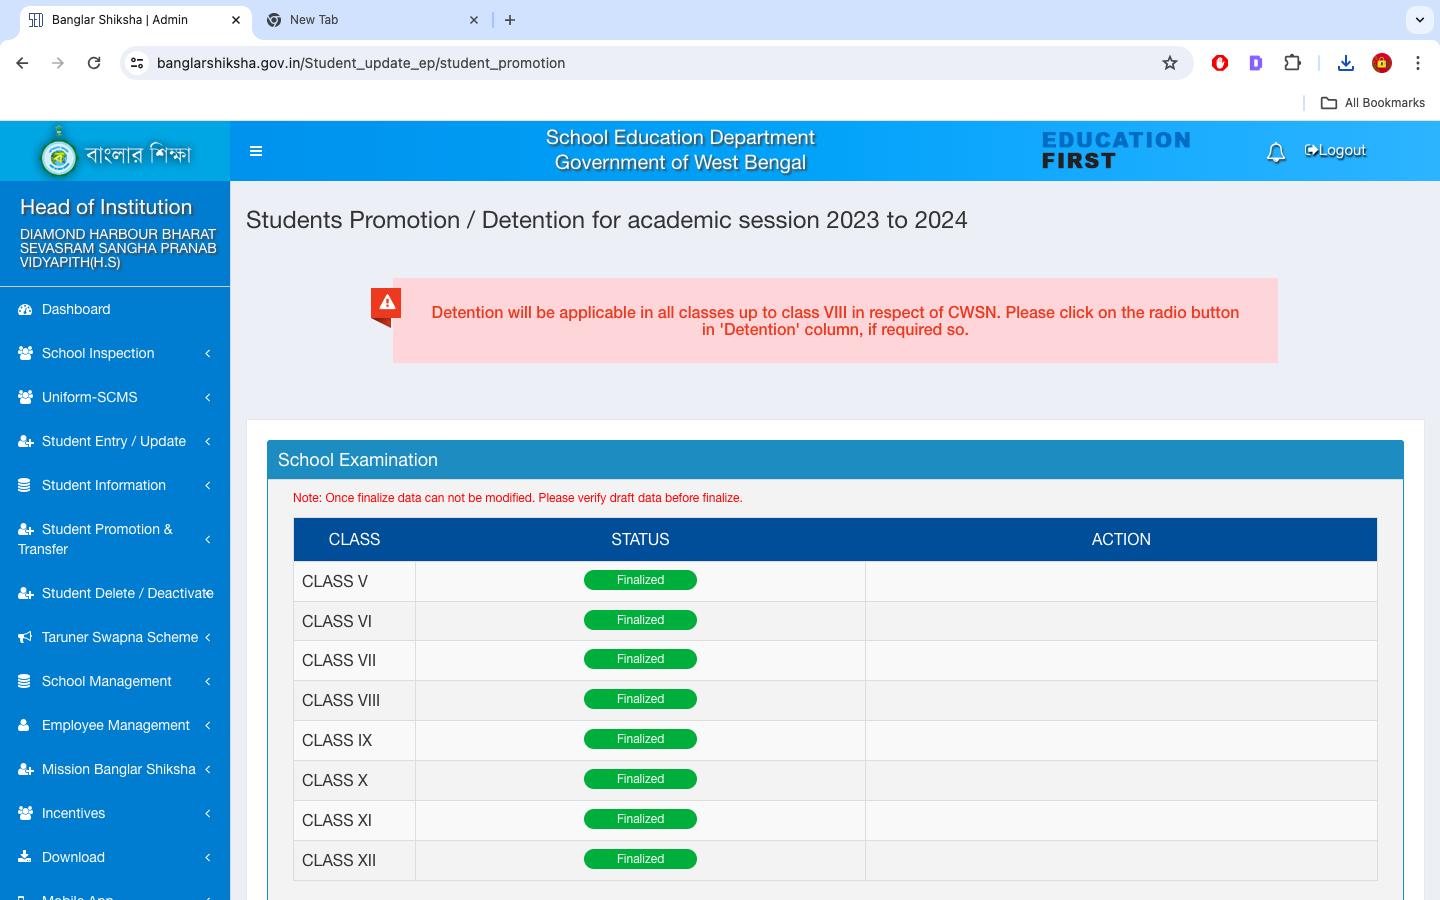 Banglar Shiksha | Admin
New Tab
banglarshiksha.gov.in/Student_update_ep/student_promotion
All Bookmarks
বাংলার শিক্ষা
School Education Department
Government of West Bengal
EDUCATION
FIRST
Logout
Head of Institution
DIAMOND HARBOUR BHARAT
SEVASRAM SANGHA PRANAB
VIDYAPITH(H.S)
Dashboard
School Inspection
Uniform-SCMS
Student Entry / Update
Student Information
Student Promotion &
Transfer
Student Delete / Deactivate
Taruner Swapna Scheme
School Management
Employee Management
Mission Banglar Shiksha
Incentives
Download
Mobile App
Students Promotion / Detention for academic session 2023 to 2024
Detention will be applicable in all classes up to class VIII in respect of CWSN. Please click on the radio button
in 'Detention' column, if required so.
School Examination
Note: Once finalize data can not be modified. Please verify draft data before finalize.
CLASS STATUS ACTION
CLASS V Finalized
CLASS VI Finalized
CLASS VII Finalized
CLASS VIII Finalized
CLASS IX Finalized
CLASS X Finalized
CLASS XI Finalized
CLASS XII Finalized